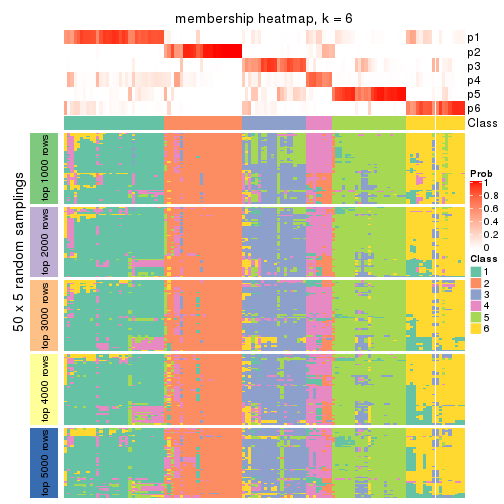 membership heatmap, k = 6
p1
p2
p3
p4
p5
p6
Class
50 x 5 random samplings
top 1000 rows
top 2000 rows
top 3000 rows
top 4000 rows
top 5000 rows
Prob
1
0.8
0.6
0.4
0.2
0
Class
1
2
3
4
5
6